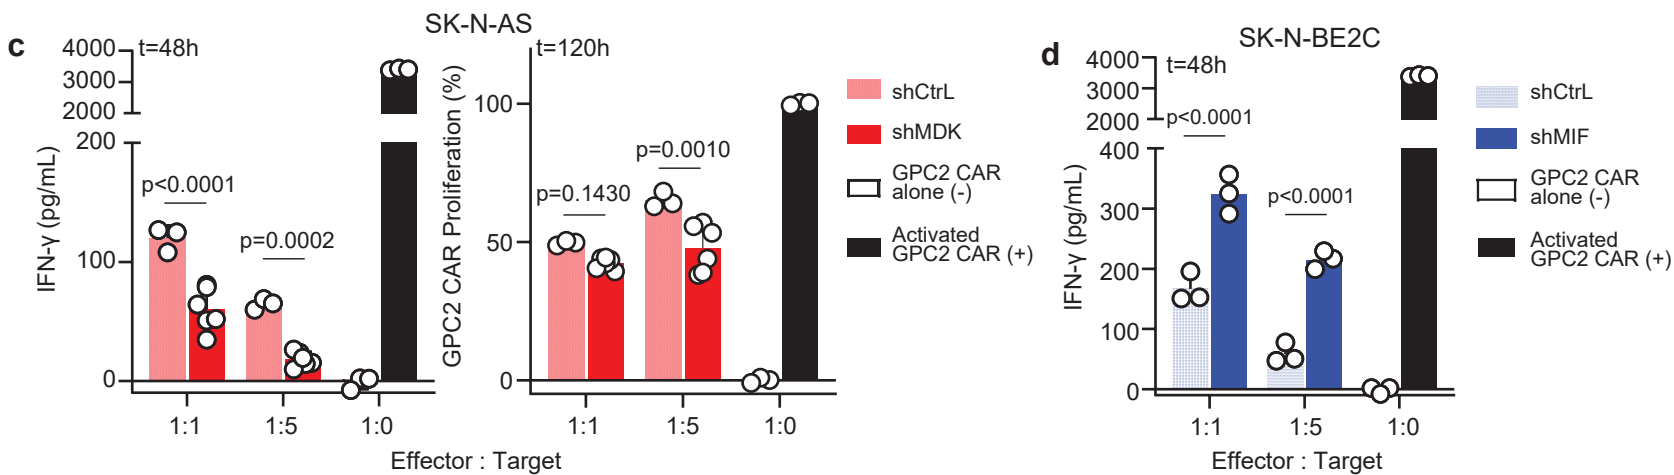 c
SK-N-AS
t=48h
4000
3000
2000
200
100
0
IFN-γ (pg/mL)
p<0.0001
p=0.0002
1:1
1:5
1:0
t=120h
100
50
0
GPC2 CAR Proliferation (%)
p=0.1430
p=0.0010
1:1
1:5
1:0
Effector : Target
shCtrL
shMDK
GPC2 CAR
alone (-)
Activated
GPC2 CAR (+)
d
SK-N-BE2C
t=48h
4000
3000
2000
400
300
200
100
0
IFN-γ (pg/mL)
p<0.0001
p<0.0001
1:1
1:5
1:0
Effector : Target
shCtrL
shMIF
GPC2 CAR
alone (-)
Activated
GPC2 CAR (+)